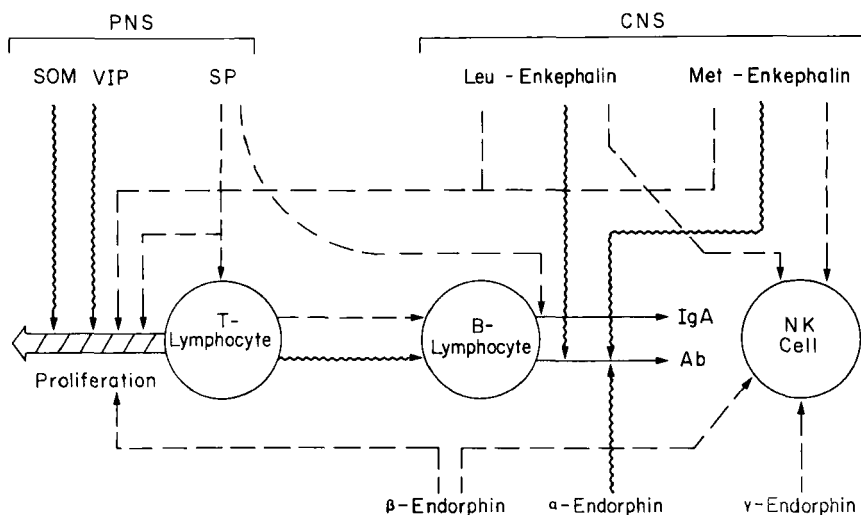 PNS
CNS
SOM VIP SP
Leu - Enkephalin Met - Enkephalin
T-
Lymphocyte
B-
Lymphocyte
IgA
Ab
NK
Cell
Proliferation
β-Endorphin α-Endorphin γ-Endorphin